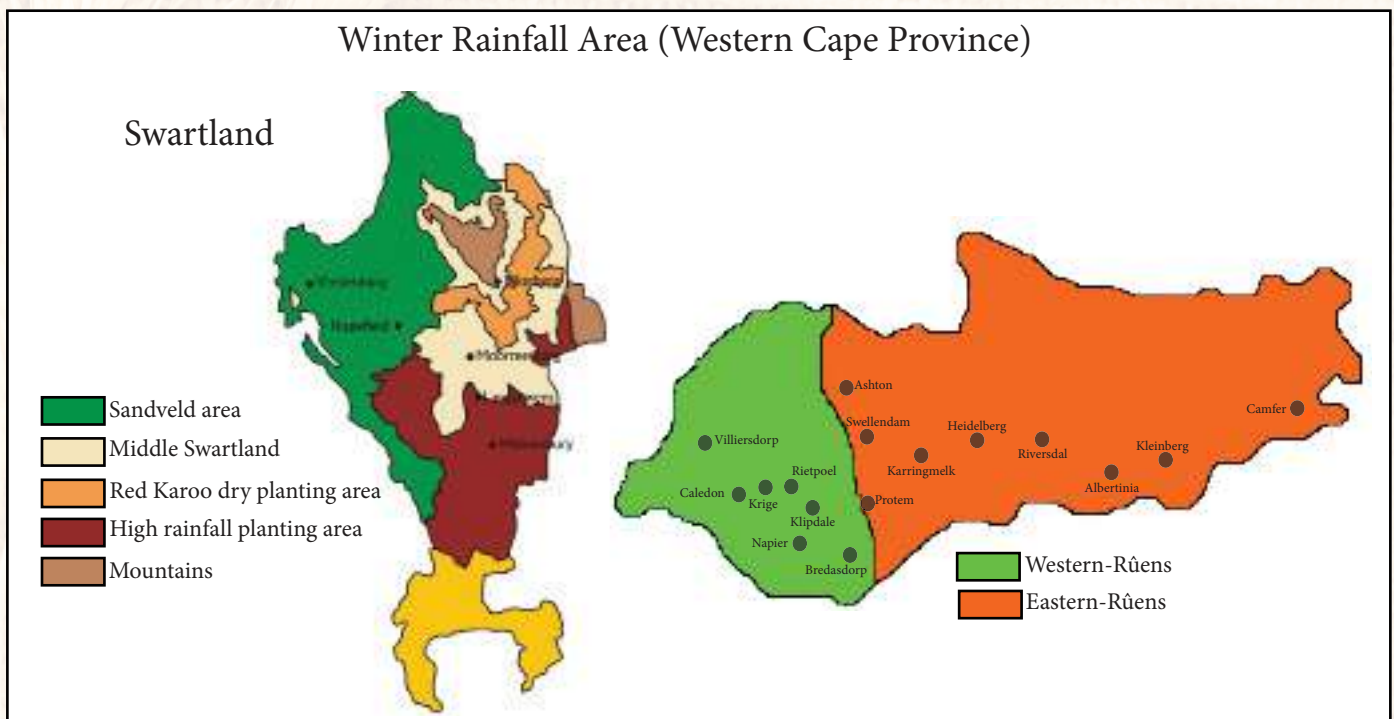 Winter Rainfall Area (Western Cape Province)
Swartland
Sandveld area
Middle Swartland
Red Karoo dry planting area
High rainfall planting area
Mountains
Ashton
Swellendam
Heidelberg
Camfer
Villiersdorp
Karringmelk
Riversdal
Kleinberg
Rietpoel
Albertinia
Caledon
Krige
Protem
Klipdale
Napier
Bredasdorp
Western-Rûens
Eastern-Rûens